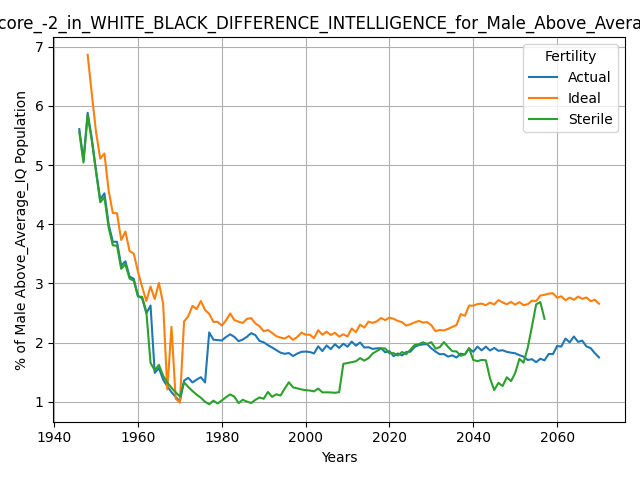 core_-2_in_WHITE_BLACK_DIFFERENCE_INTELLIGENCE_for_Male_Above_Avera
Fertility
Actual
Ideal
Sterile
% of Male Above_Average_IQ Population
7
6
5
4
3
2
1
1940 1960 1980 2000 2020 2040 2060
Years